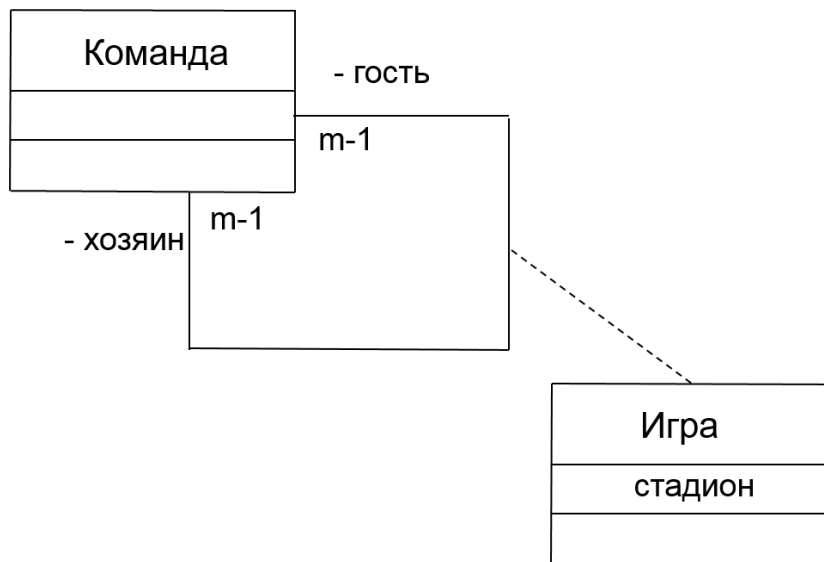 Команда
- гость
m-1
m-1
- хозяин
Игра
стадион